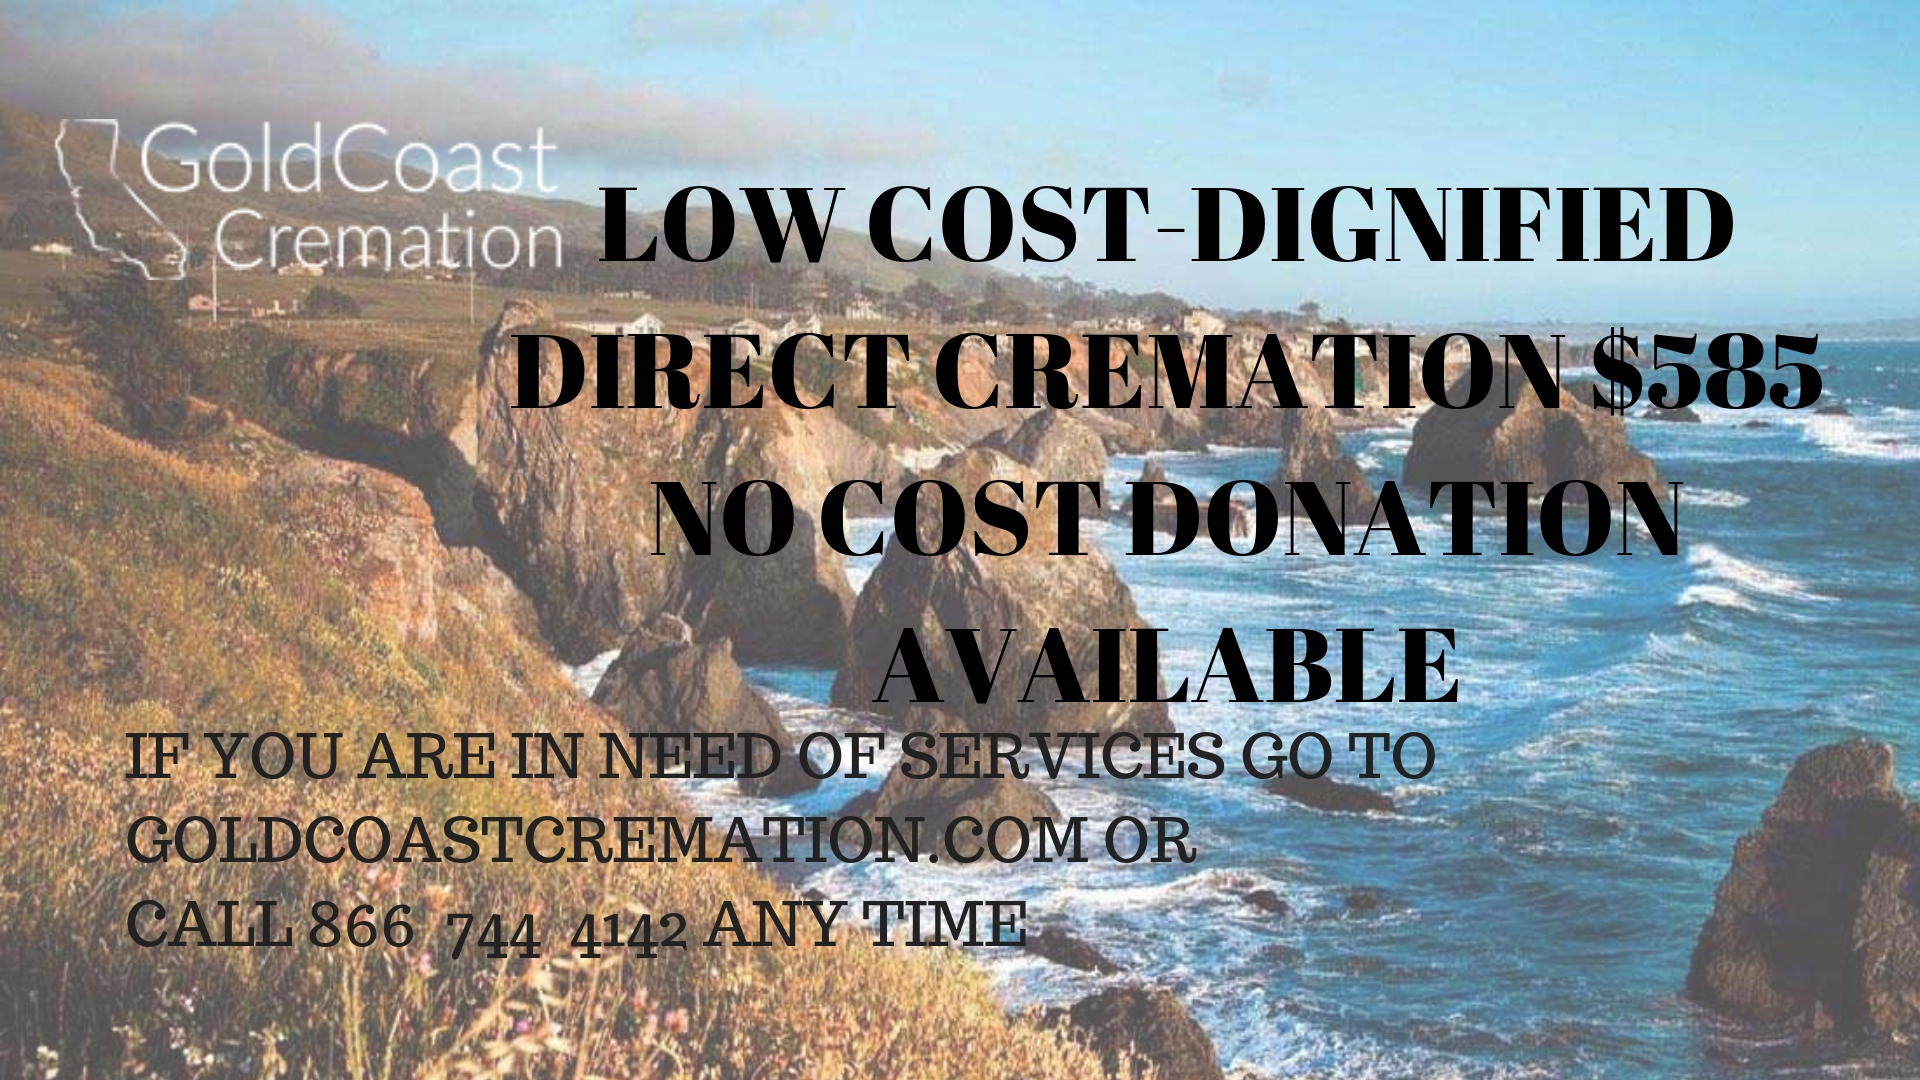 GoldCoast
Cremation
LOW COST-DIGNIFIED
DIRECT CREMATION $585
NO COST DONATION
AVAILABLE
IF YOU ARE IN NEED OF SERVICES GO TO
GOLDCOASTCREMATION.COM OR
CALL 866 744 4142 ANY TIME